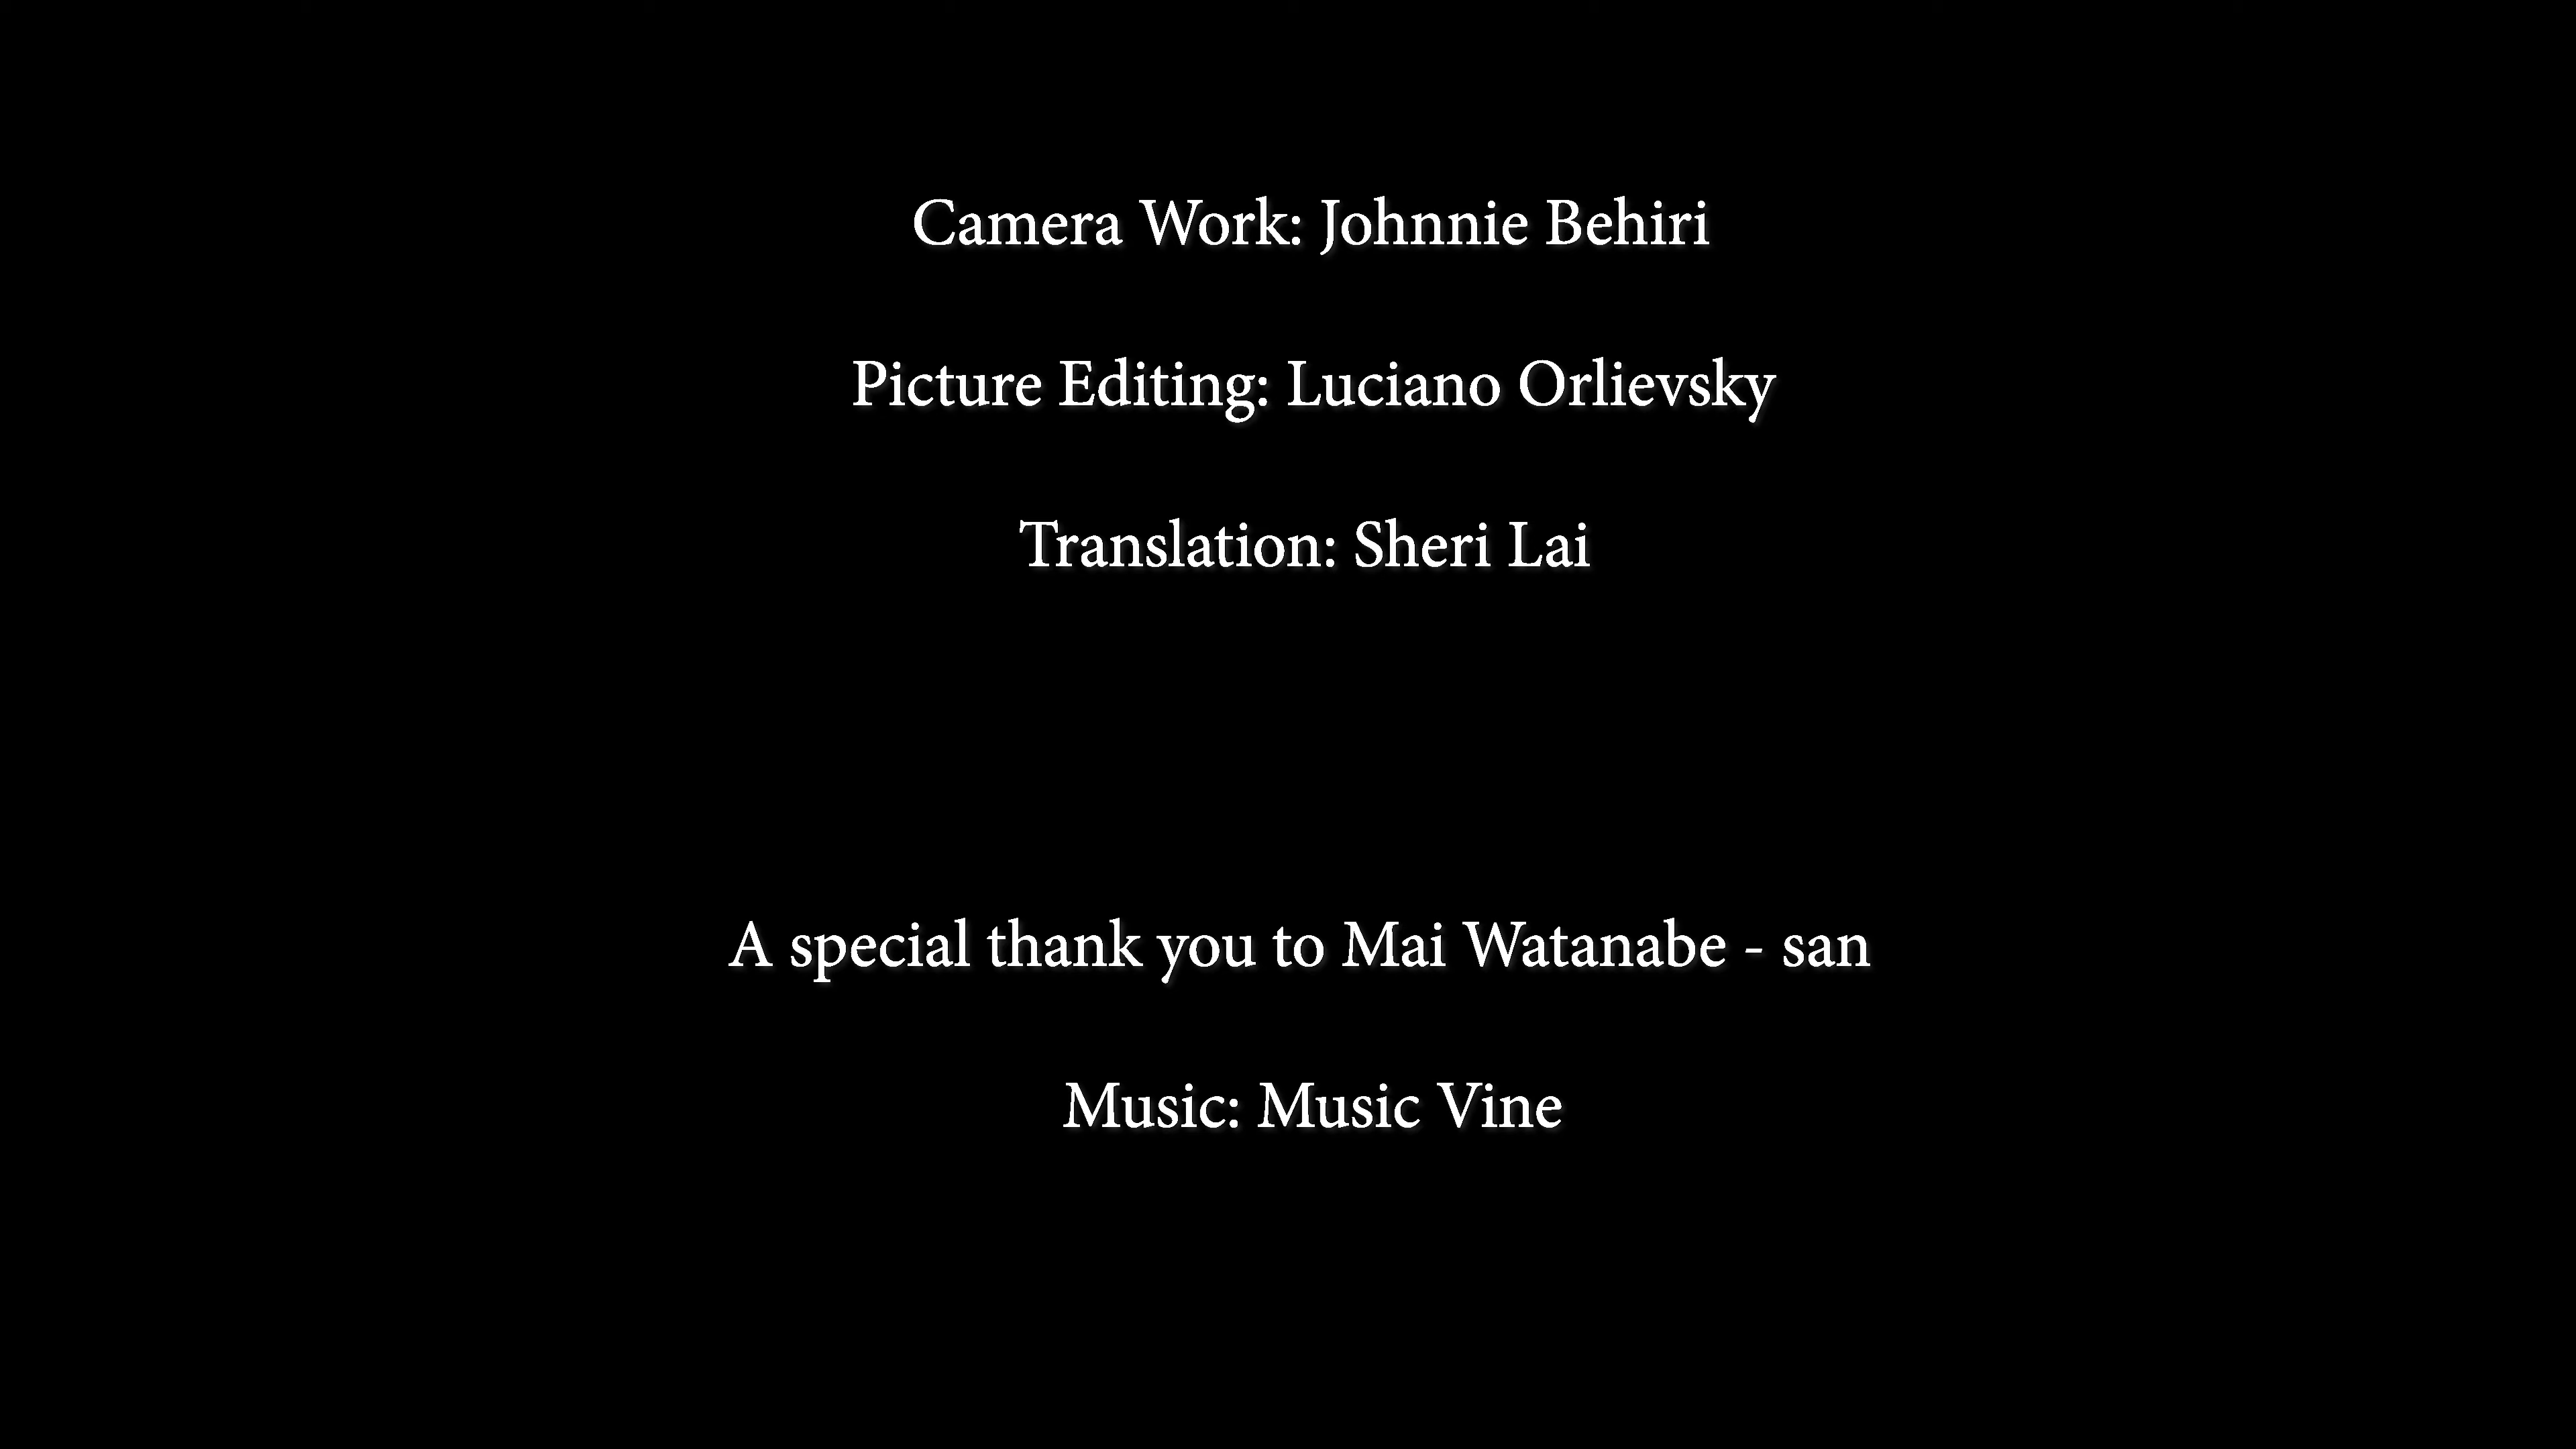 Camera Work: Johnnie Behiri
Picture Editing: Luciano Orlievsky
Translation: Sheri Lai
A special thank you to Mai Watanabe - san
Music: Music Vine